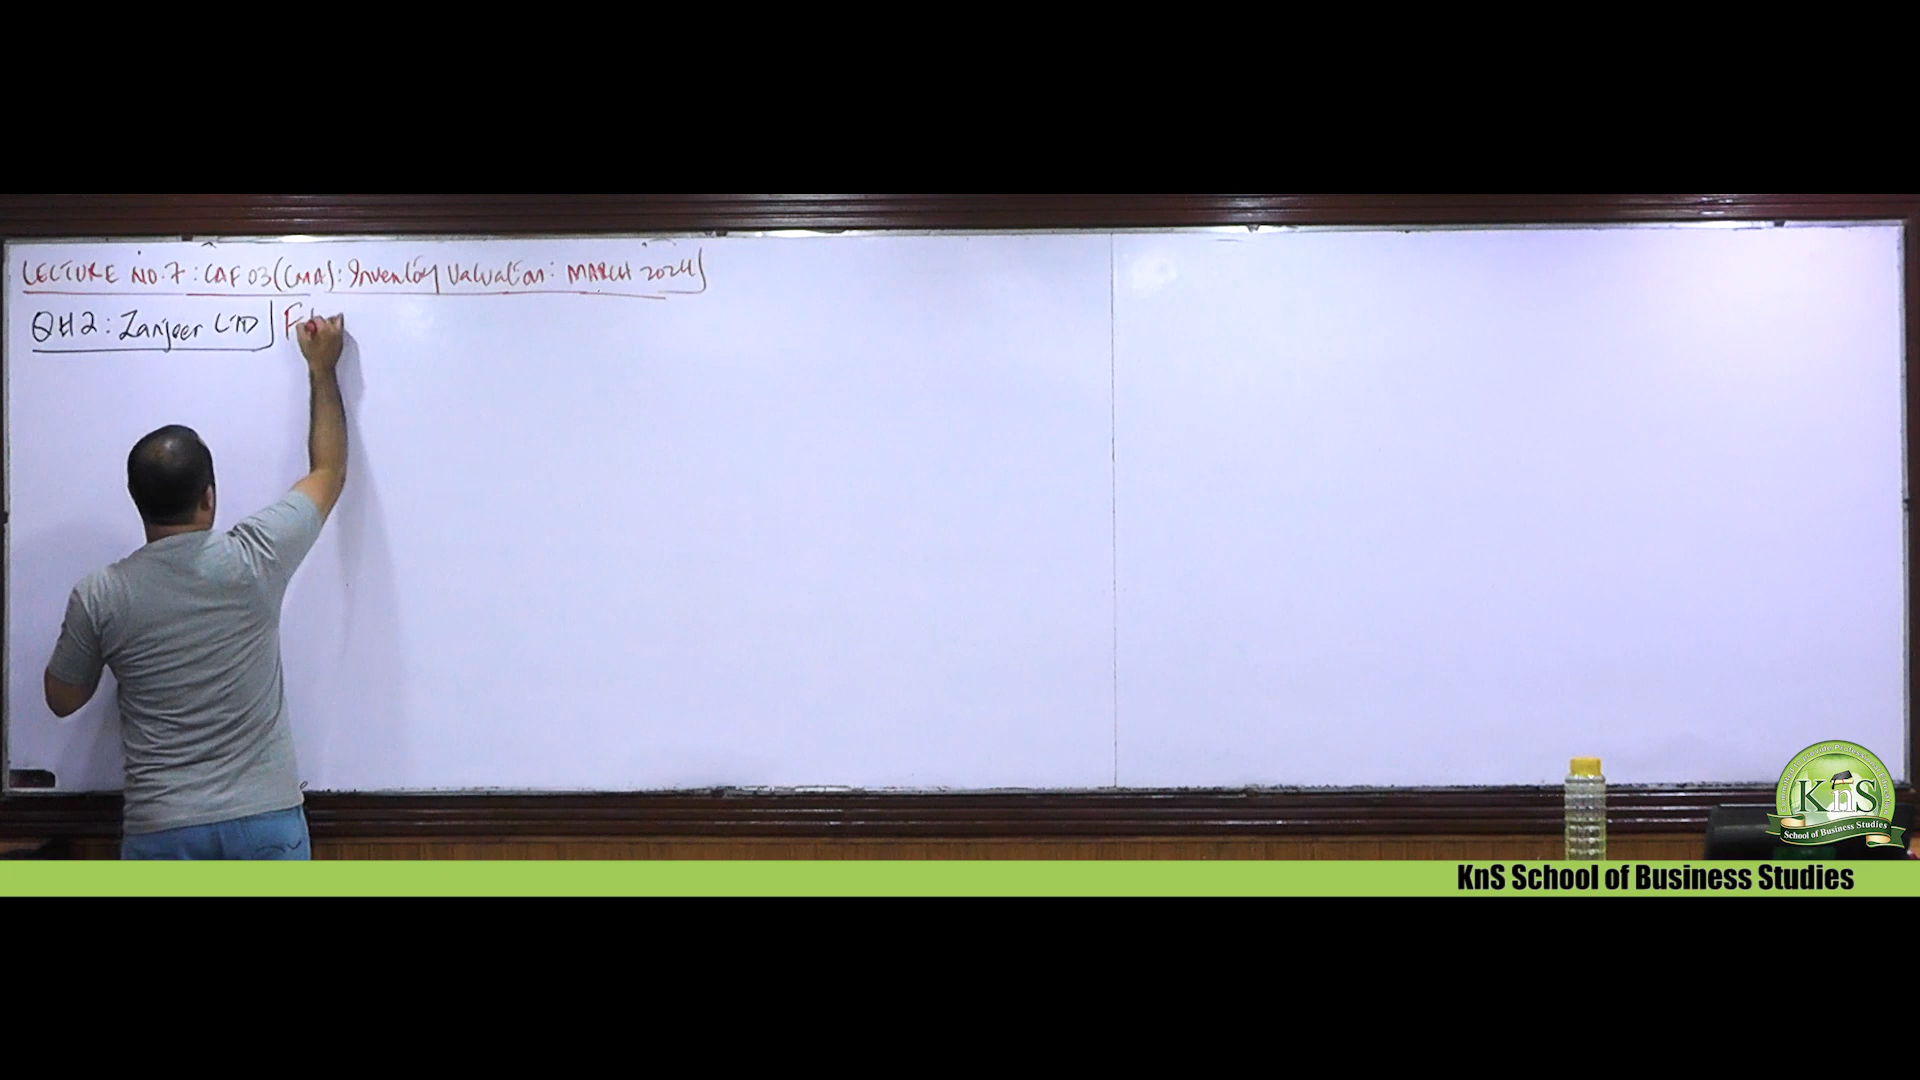 LECTURE NO.7: CAF 03 (CMA): Inventory Valuation: MARCH 2024
Q#2: Zanjeer LTD
KnS
School of Business Studies
KnS School of Business Studies